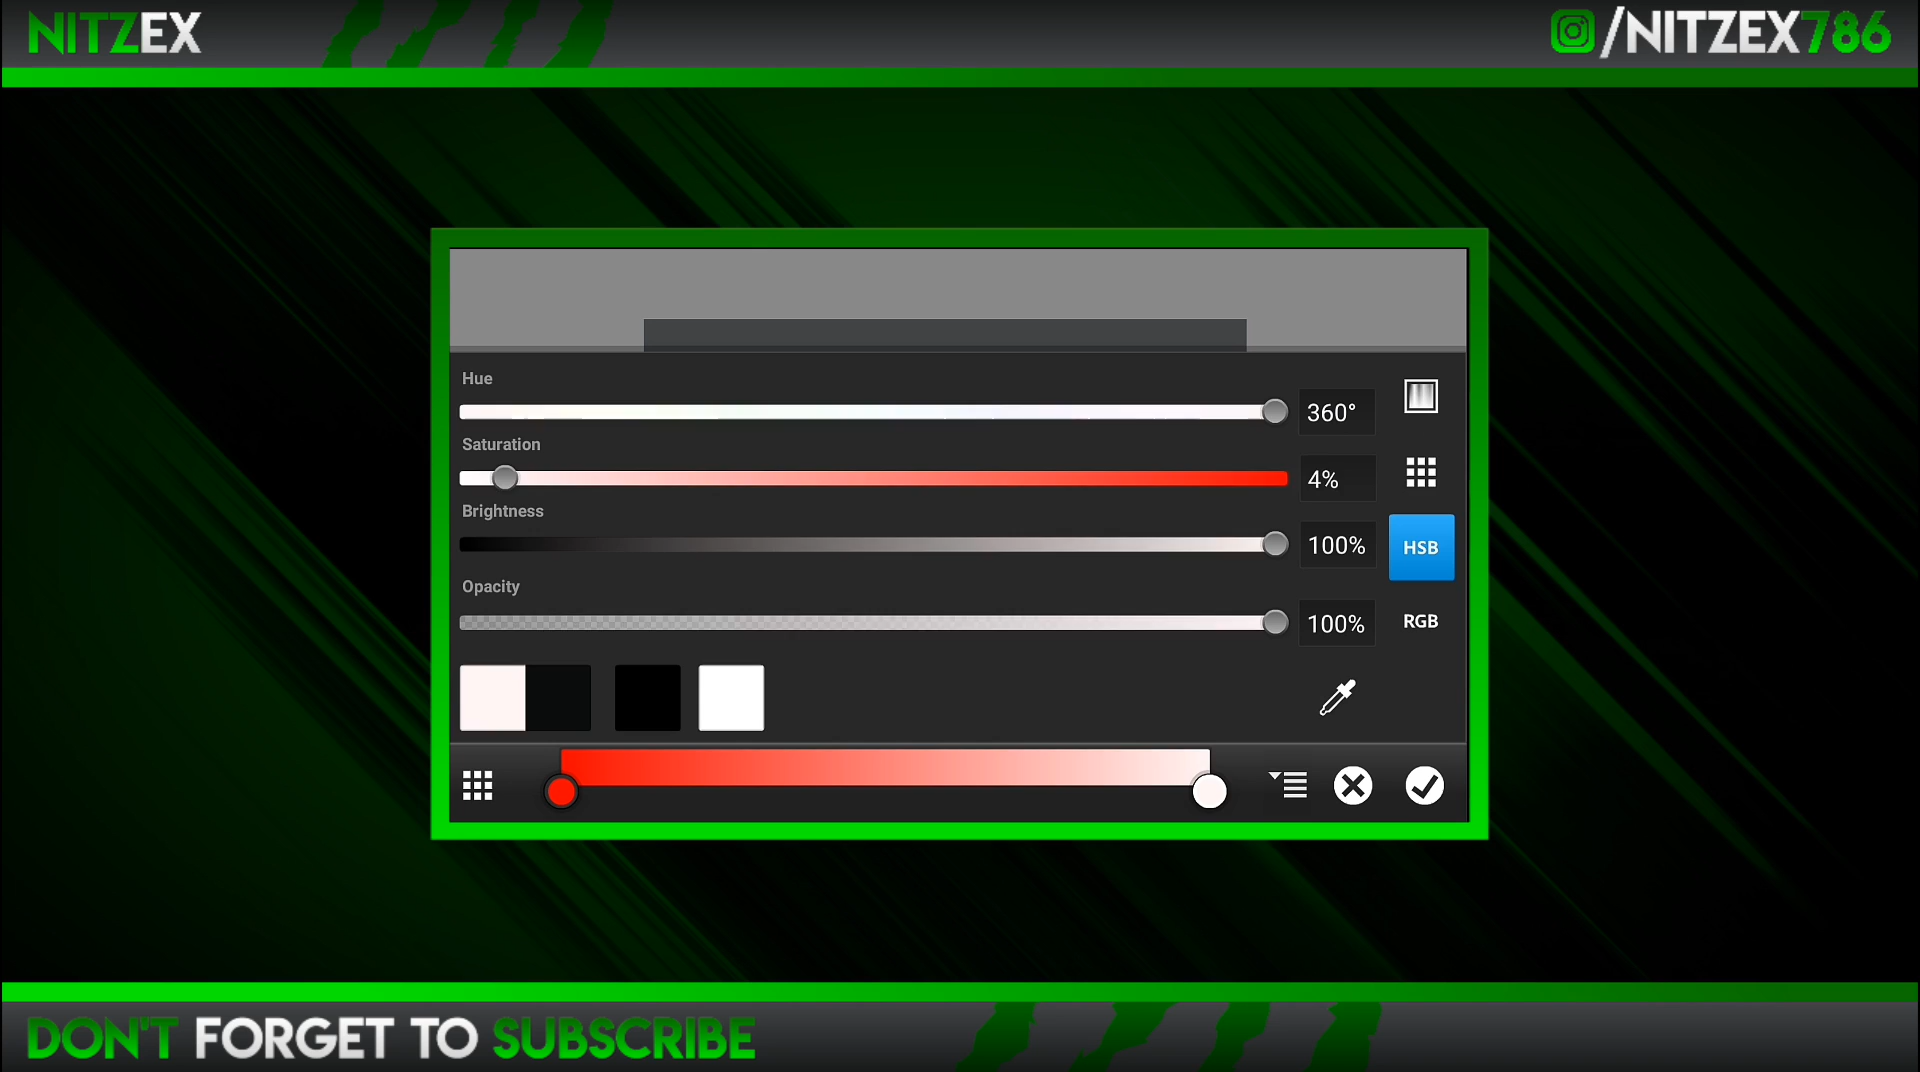 NITZEX
/NITZEX786
Hue
360°
Saturation
4%
Brightness
100%
HSB
Opacity
100%
RGB
DON'T FORGET TO SUBSCRIBE